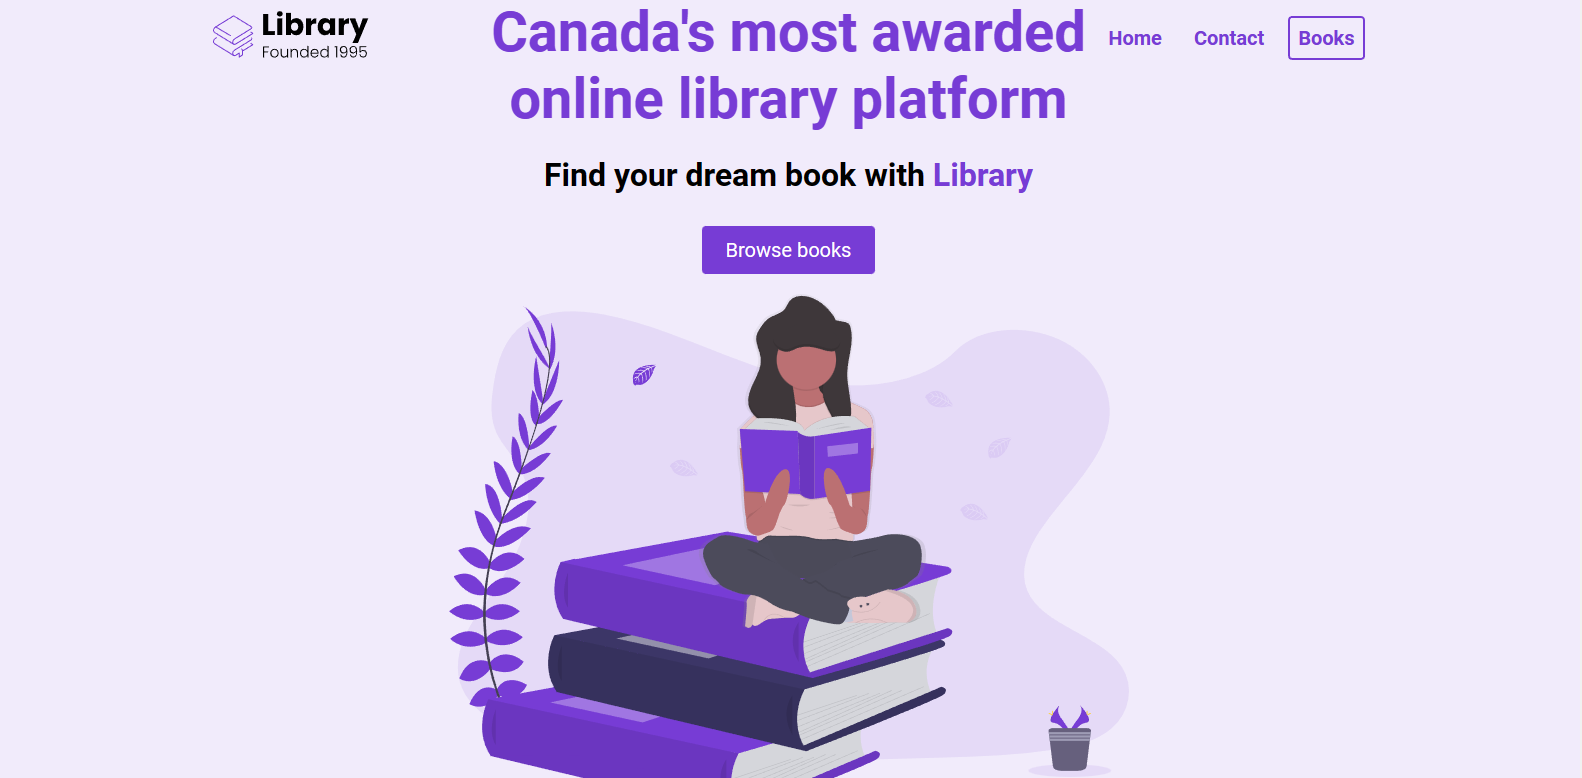 Library
Founded 1995
Canada's most awarded
online library platform
Home
Contact
Books
Find your dream book with Library
Browse books